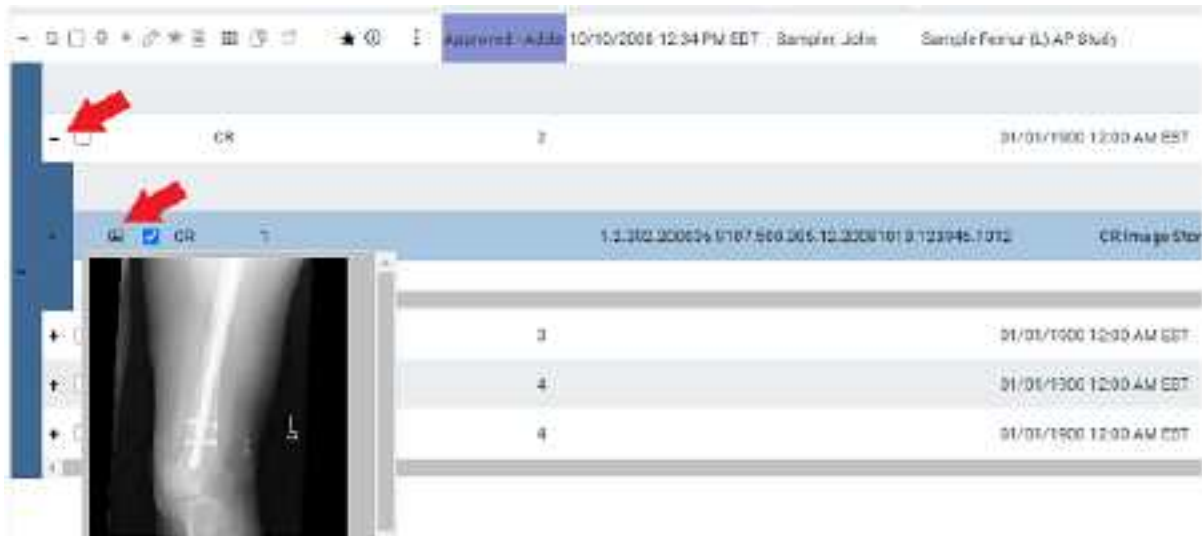 10/10/2008 12:34 PM EDT Sampler, John Sample Femur (L) AP Study
CR 2 01/01/1900 12:00 AM EST
CR 1 CR Image Stor
3 01/01/1900 12:00 AM EST
4 01/01/1900 12:00 AM EST
4 01/01/1900 12:00 AM EST
L